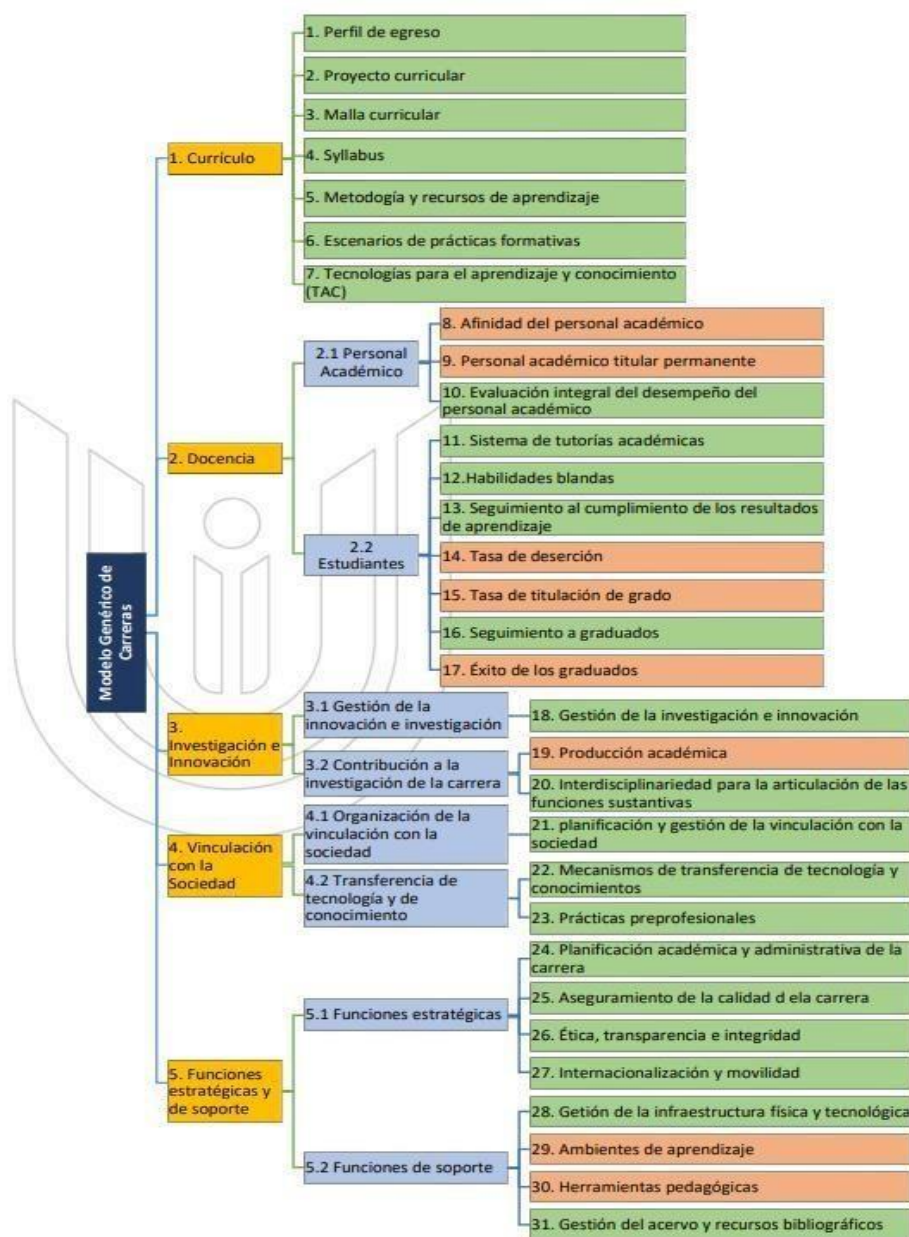 Modelo Genérico de
Carreras
1. Currículo
1. Perfil de egreso
2. Proyecto curricular
3. Malla curricular
4. Syllabus
5. Metodogía y recursos de aprendizaje
6. Escenarios de prácticas formativas
7. Tecnologías para el aprendizaje y conocimiento
(TAC)
2. Docencia
2.1 Personal
Académico
8. Afinidad del personal académico
9. Personal académico titular permanente
10. Evaluación integral del desempeño del
personal académico
2.2
Estudiantes
11. Sistema de tutorías académicas
12.Habilidades blandas
13. Seguimiento al cumplimiento de los resultados
de aprendizaje
14. Tasa de deserción
15. Tasa de titulación de grado
16. Seguimiento a graduados
17. Éxito de los graduados
3.
Investigación e
Innovación
3.1 Gestión de la
innovación e investigación
18. Gestión de la investigación e innovación
3.2 Contribución a la
investigación de la carrera
19. Producción académica
20. Interdisciplinariedad para la articulación de las
funciones sustantivas
4. Vinculación
con la
Sociedad
4.1 Organización de la
vinculación con la
sociedad
21. planificación y gestión de la vinculación con la
sociedad
4.2 Transferencia de
tecnología y de
conocimiento
22. Mecanismos de transferencia de tecnología y
conocimientos
23. Prácticas preprofesionales
5. Funciones
estratégicas y
de soporte
5.1 Funciones estratégicas
24. Planificación académica y administrativa de la
carrera
25. Aseguramiento de la calidad d ela carrera
26. Ética, transparencia e integridad
27. Internacionalización y movilidad
5.2 Funciones de soporte
28. Getión de la infraestructura física y tecnológica
29. Ambientes de aprendizaje
30. Herramientas pedagógicas
31. Gestión del acervo y recursos bibliográficos